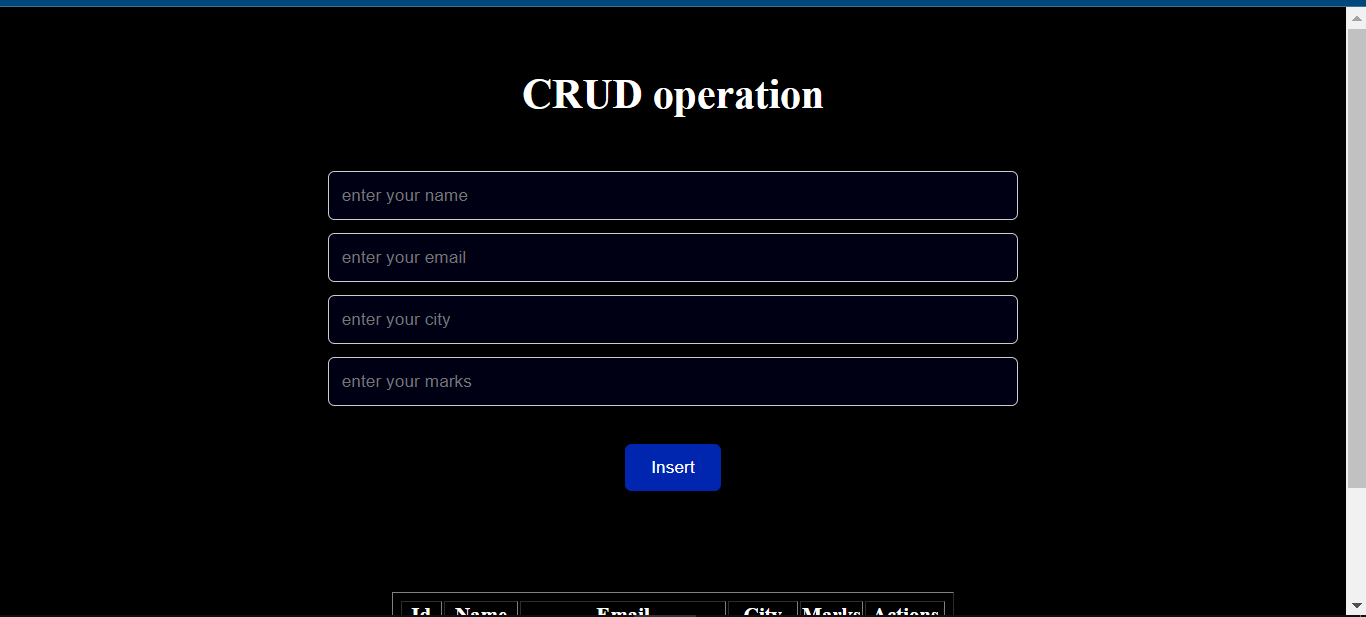 CRUD operation
enter your name
enter your email
enter your city
enter your marks
Insert
Id Name Email City Marks Actions